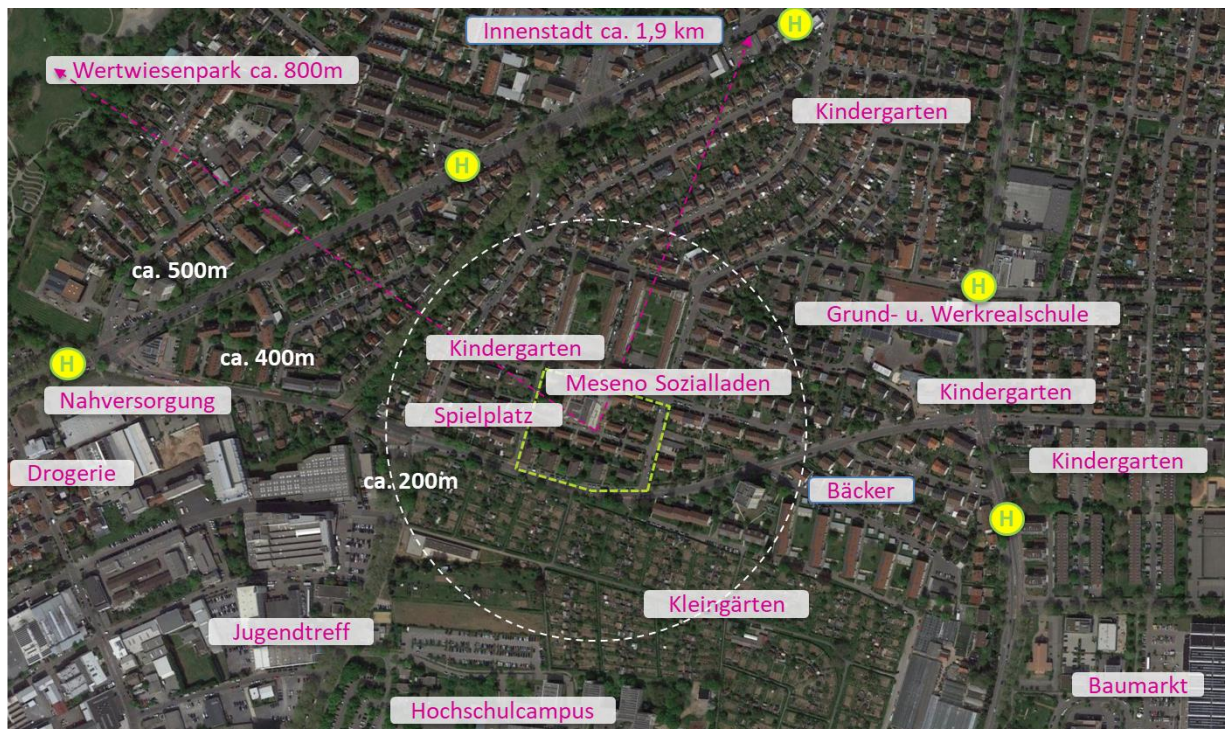 Innenstadt ca. 1,9 km
H
Wertwiesenpark ca. 800m
Kindergarten
H
ca. 500m
H
Grund- u. Werkrealschule
Kindergarten
ca. 400m
H
Meseno Sozialladen
Kindergarten
Nahversorgung
Spielplatz
Kindergarten
Drogerie
ca. 200m
Bäcker
H
Kleingärten
Jugendtreff
Baumarkt
Hochschulcampus